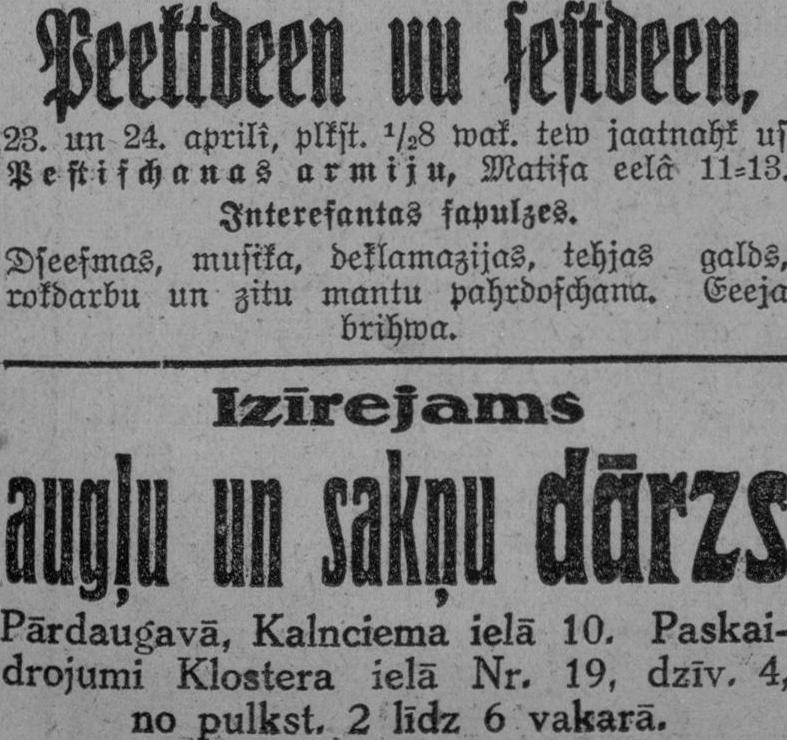 Peektdeen uu ſeſtdeen,
23. un 24. aprilî, plkſt. ¹/₂8 wak. tew jaatnahk uſ
Peſtiſchanas armiju, Matiſa eelâ 11=13.
Intereſantas ſapulzes.
Dſeeſmas, muſika, deklamazijas, tehjas galds,
rokdarbu un zitu mantu pahrdoſchana. Eeeja
brihwa.
Izīrejams
augļu un sakņu dārzs
Pārdaugavā, Kalnciema ielā 10. Paskai-
drojumi Klostera ielā Nr. 19, dzīv. 4,
no pulkst. 2 līdz 6 vakarā.